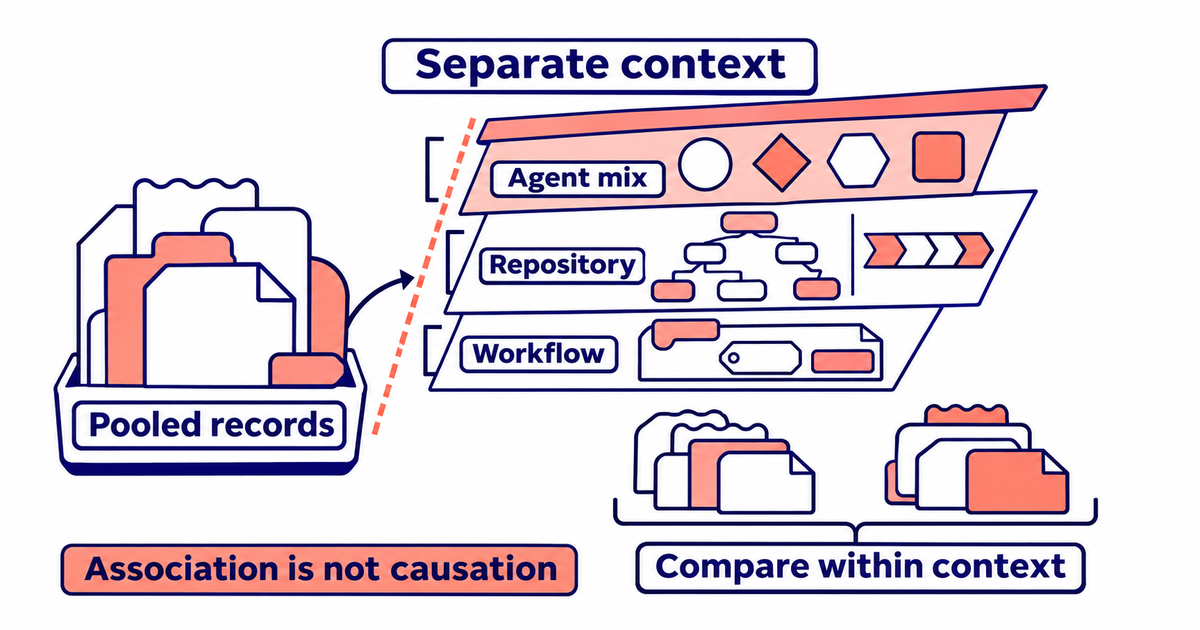 Separate context
Agent mix
Repository
Workflow
Pooled records
Association is not causation
Compare within context